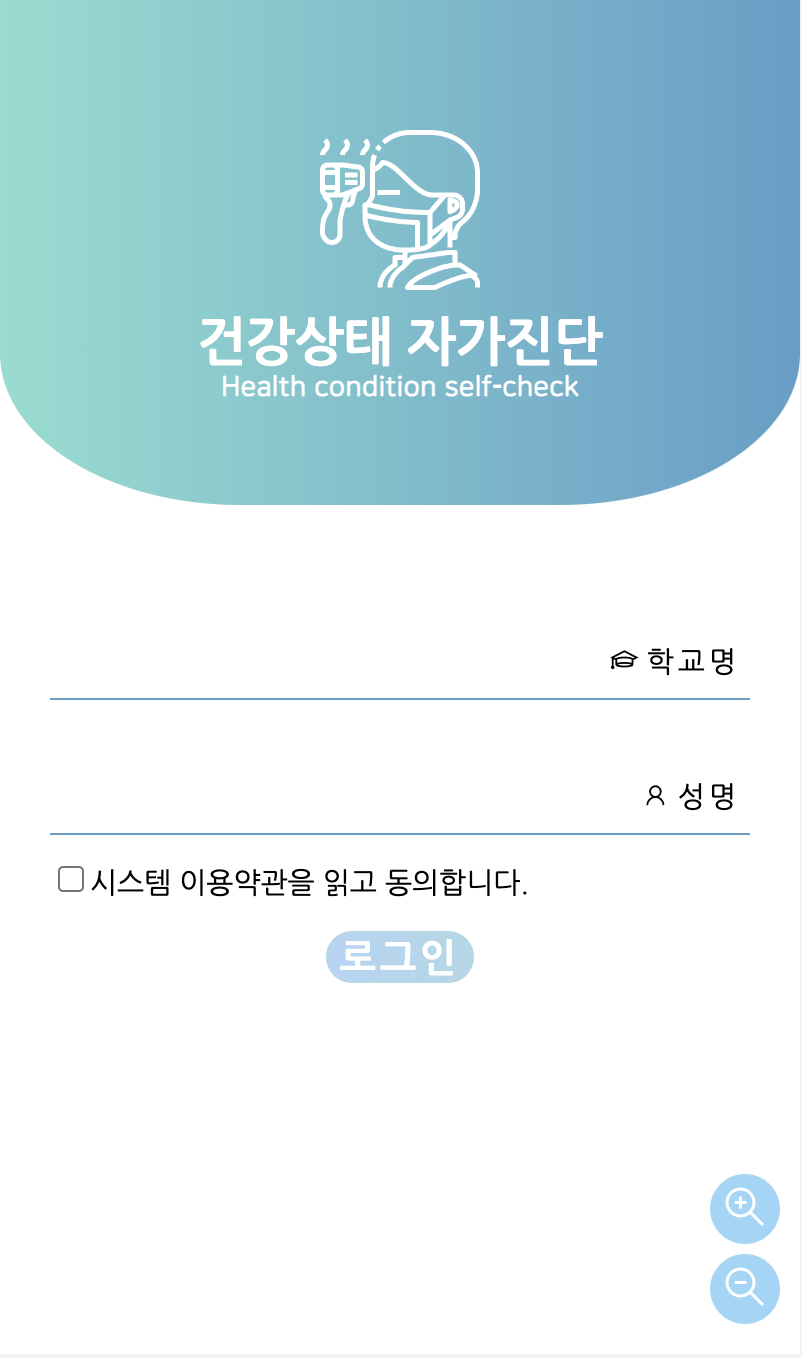 건강상태 자가진단
Health condition self-check
학교명
성명
시스템 이용약관을 읽고 동의합니다.
로그인